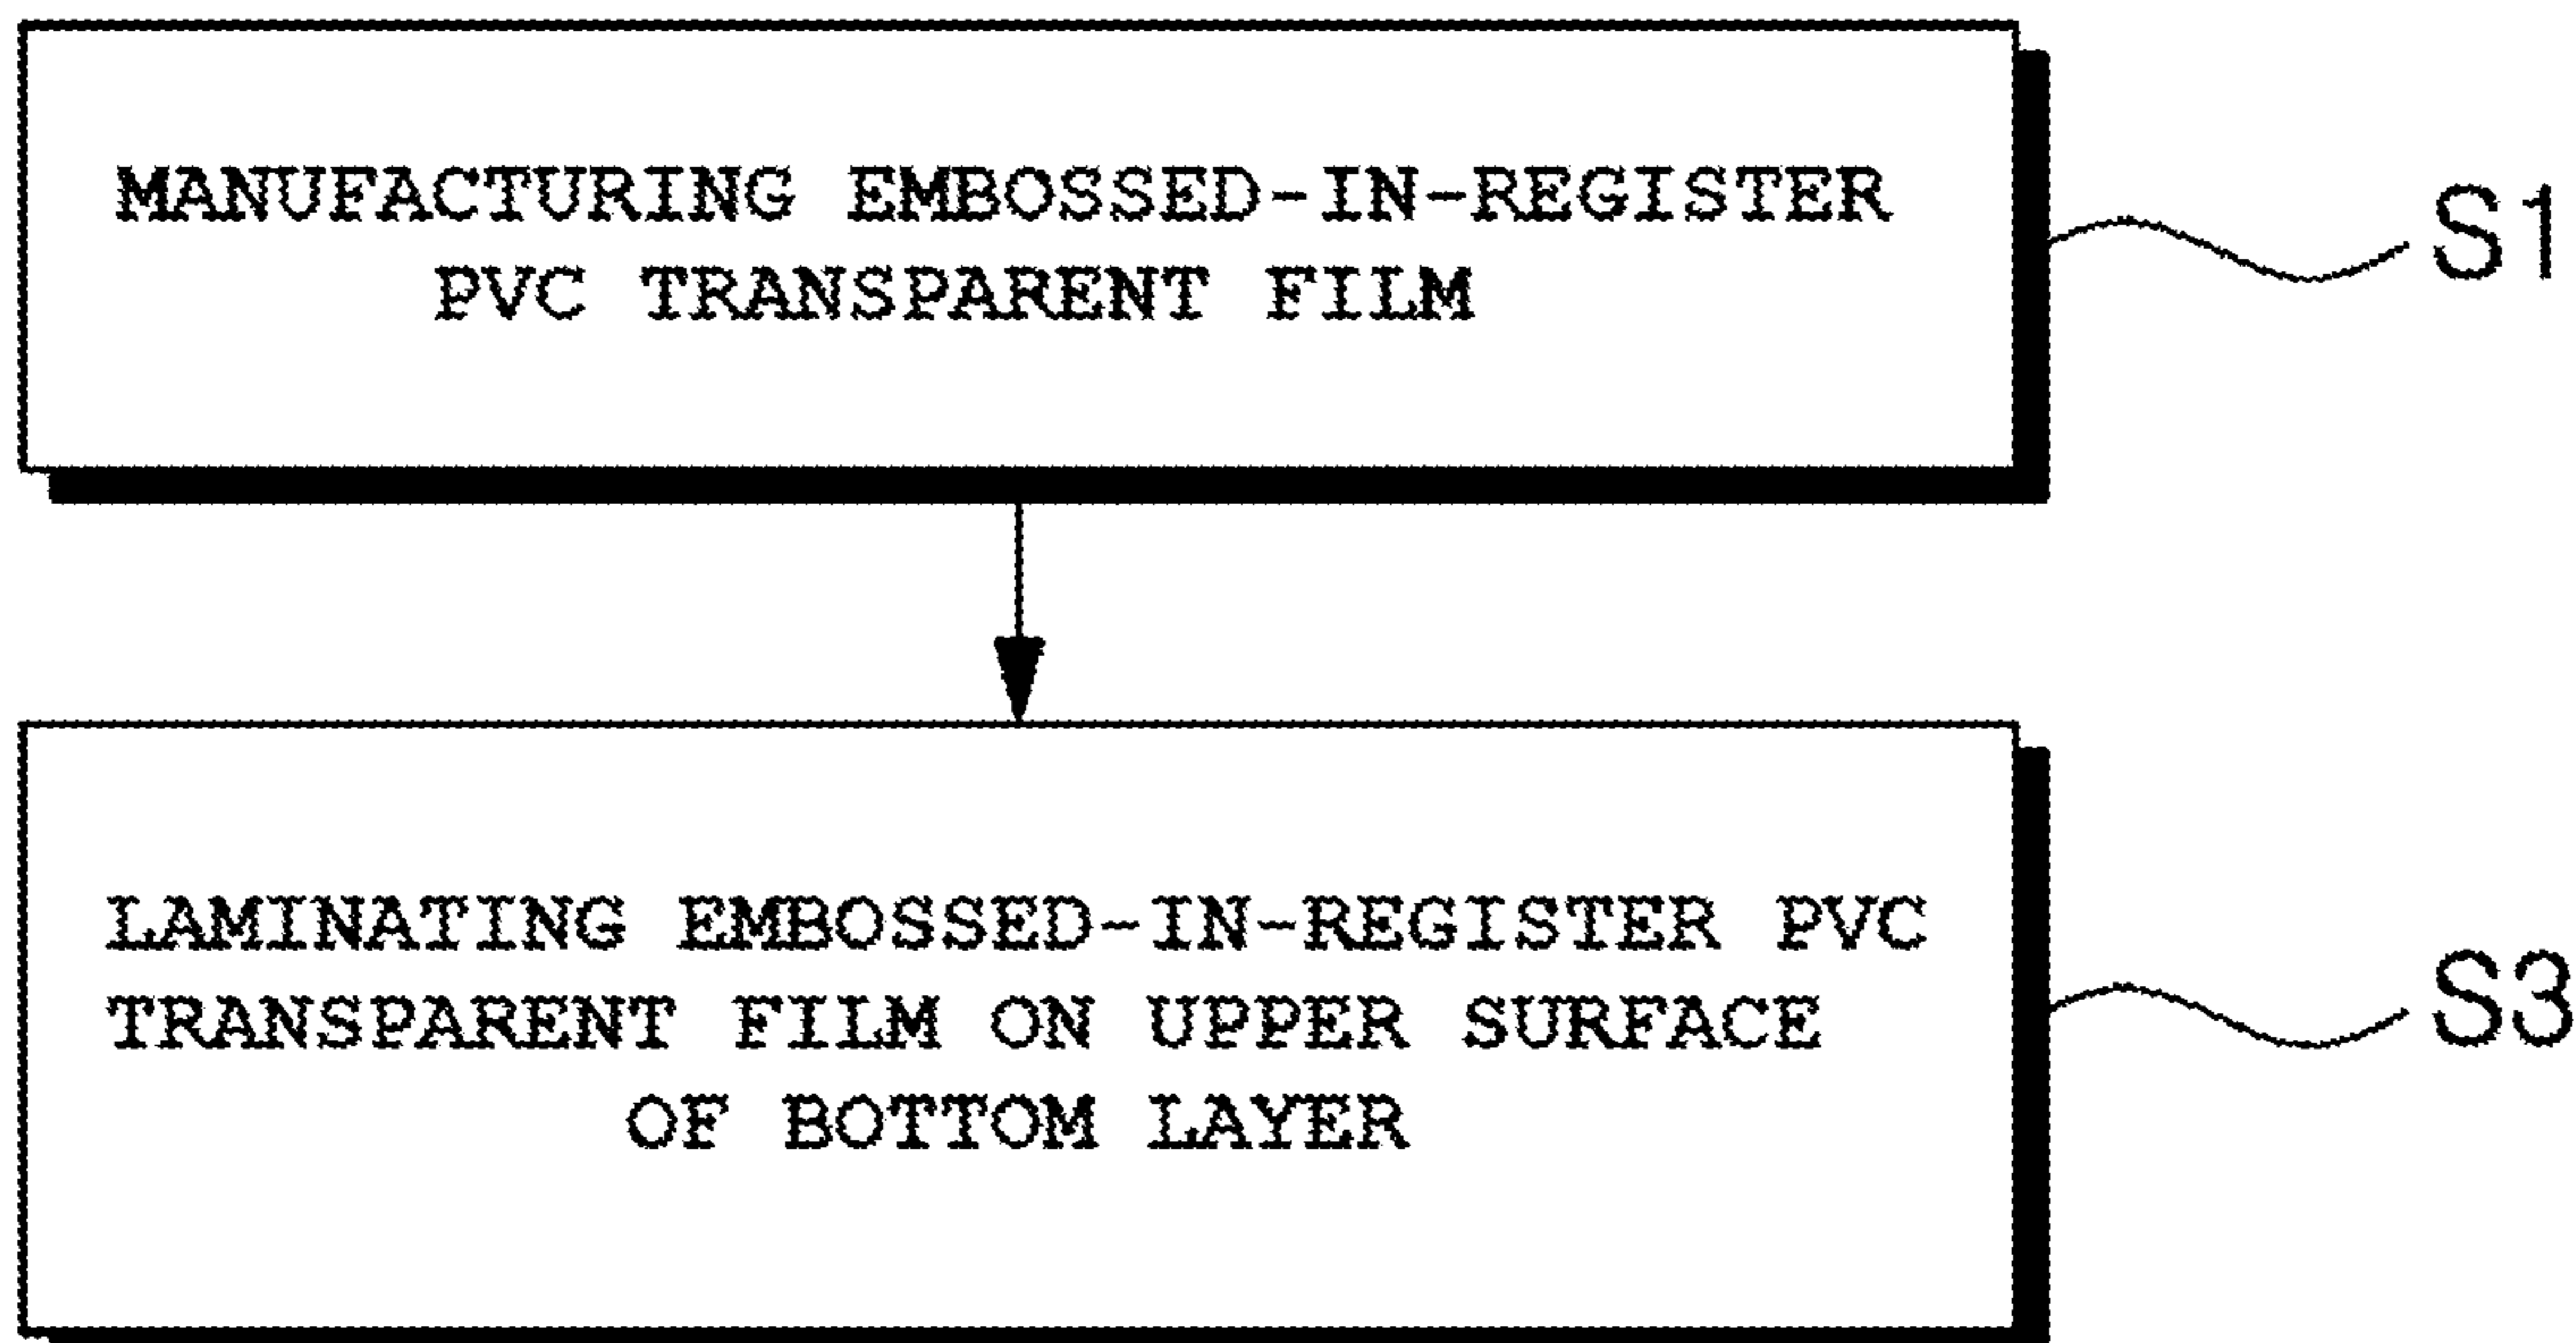 MANUFACTURING EMBOSSED-IN-REGISTER
PVC TRANSPARENT FILM
S1
LAMINATING EMBOSSED-IN-REGISTER PVC
TRANSPARENT FILM ON UPPER SURFACE
OF BOTTOM LAYER
S3